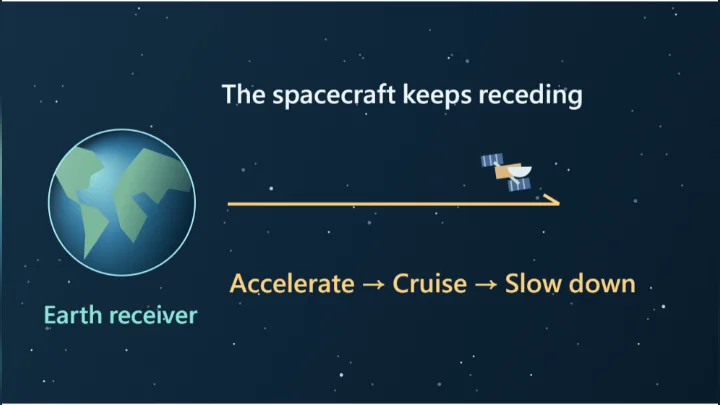 The spacecraft keeps receding
Accelerate → Cruise → Slow down
Earth receiver